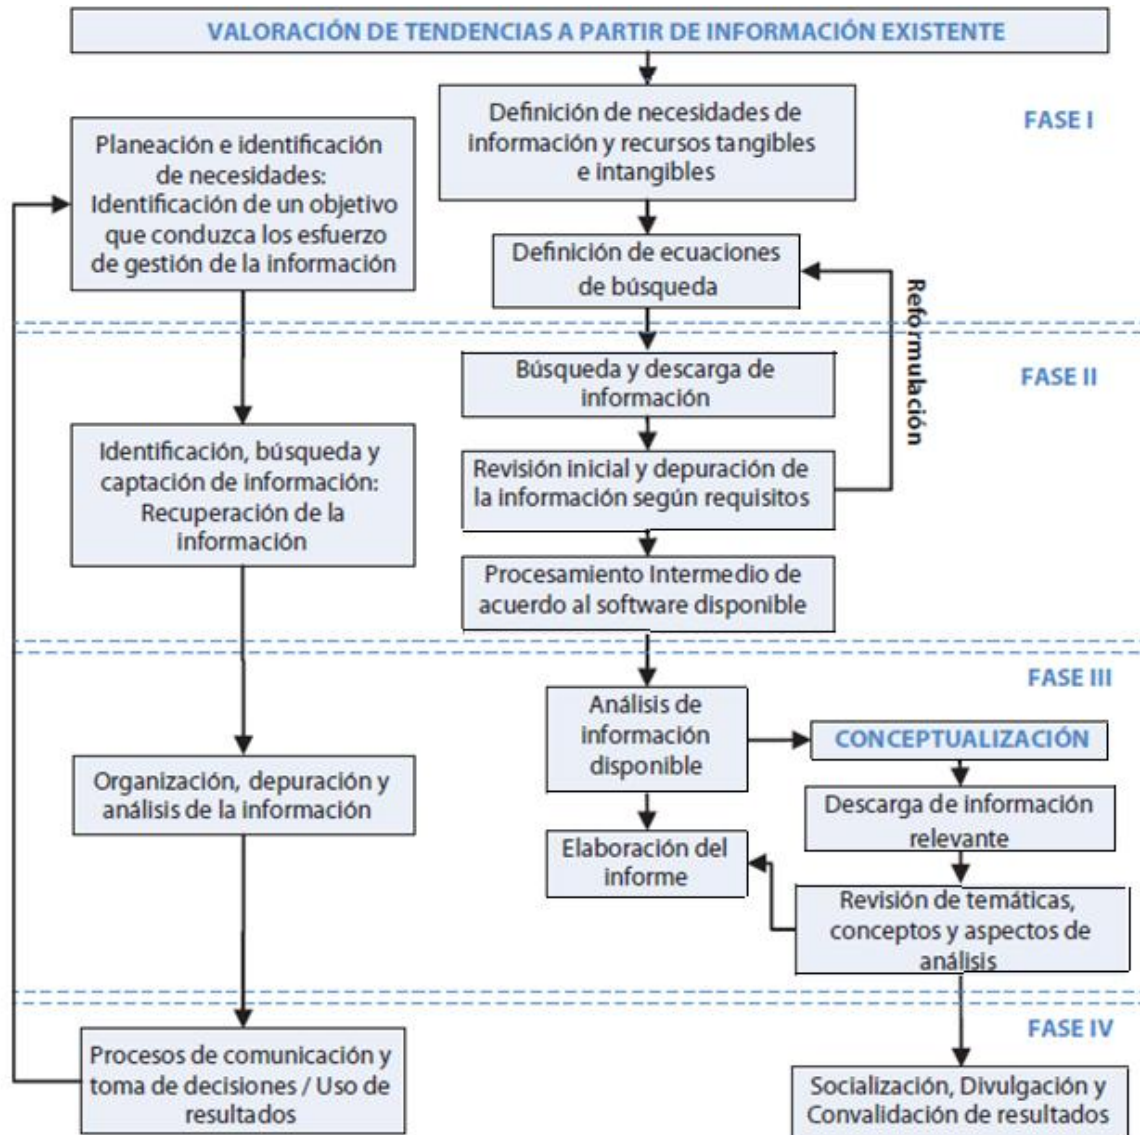 VALORACIÓN DE TENDENCIAS A PARTIR DE INFORMACIÓN EXISTENTE
FASE I
Planeación e identificación
de necesidades:
Identificación de un objetivo
que conduzca los esfuerzo
de gestión de la información
Definición de necesidades de
información y recursos tangibles
e intangibles
Definición de ecuaciones
de búsqueda
Reformulación
FASE II
Identificación, búsqueda y
captación de información:
Recuperación de la
información
Búsqueda y descarga de
información
Revisión inicial y depuración de
la información según requisitos
Procesamiento Intermedio de
acuerdo al software disponible
FASE III
Organización, depuración y
análisis de la información
Análisis de
información
disponible
CONCEPTUALIZACIÓN
Descarga de información
relevante
Elaboración del
informe
Revisión de temáticas,
conceptos y aspectos de
análisis
FASE IV
Procesos de comunicación y
toma de decisiones / Uso de
resultados
Socialización, Divulgación y
Convalidación de resultados